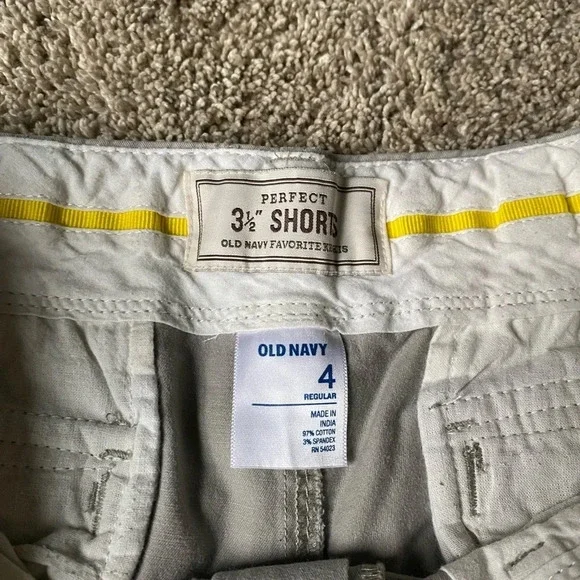 PERFECT
3½" SHORTS
OLD NAVY FAVORITE
OLD NAVY
4
REGULAR
MADE IN
INDIA
97% COTTON
3% SPANDEX
RN 54023